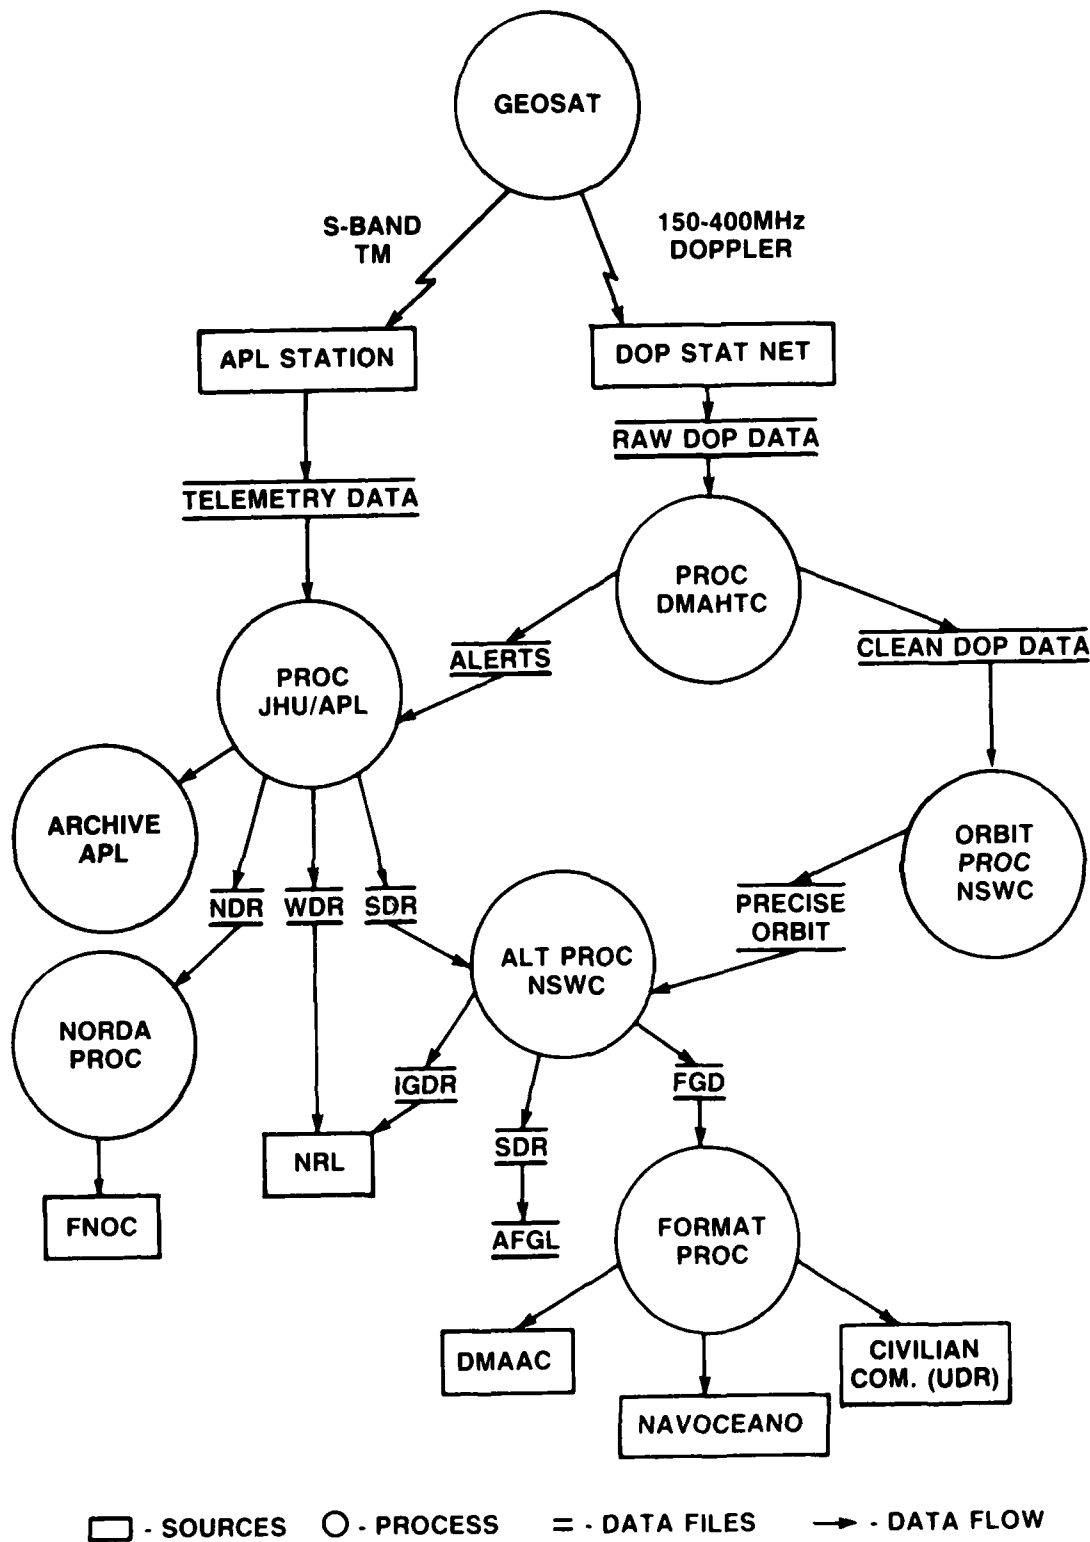 GEOSAT
S-BAND
TM
150-400MHz
DOPPLER
APL STATION
DOP STAT NET
RAW DOP DATA
TELEMETRY DATA
PROC
DMAHTC
ALERTS
CLEAN DOP DATA
PROC
JHU/APL
ARCHIVE
APL
ORBIT
PROC
NSWC
NDR
WDR
SDR
PRECISE
ORBIT
ALT PROC
NSWC
NORDA
PROC
IGDR
FGD
SDR
NRL
FNOC
AFGL
FORMAT
PROC
DMAAC
CIVILIAN
COM. (UDR)
NAVOCEANO
- SOURCES
- PROCESS
- DATA FILES
- DATA FLOW